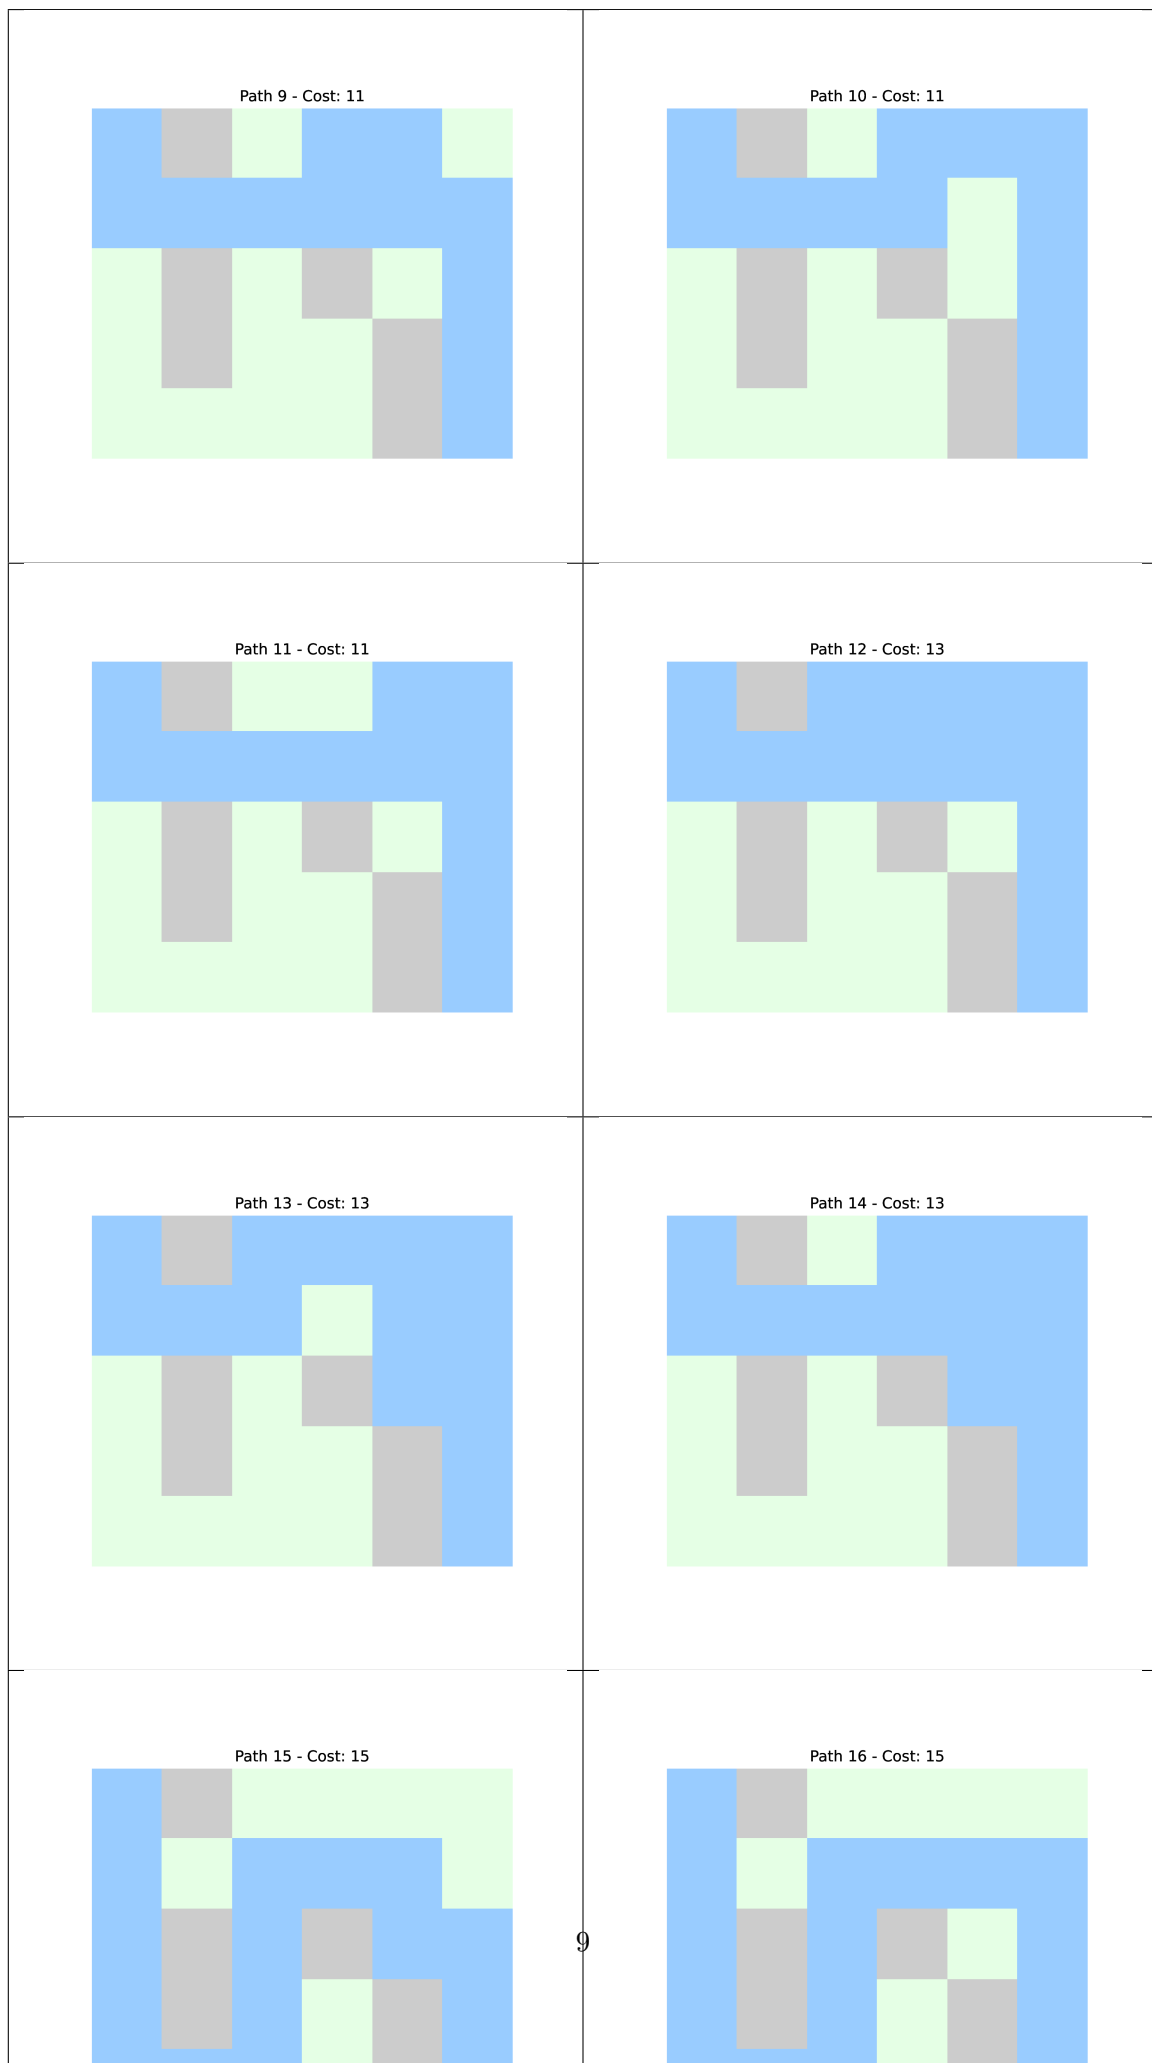 Path 9 - Cost: 11
Path 10 - Cost: 11
Path 11 - Cost: 11
Path 12 - Cost: 13
Path 13 - Cost: 13
Path 14 - Cost: 13
Path 15 - Cost: 15
Path 16 - Cost: 15
9